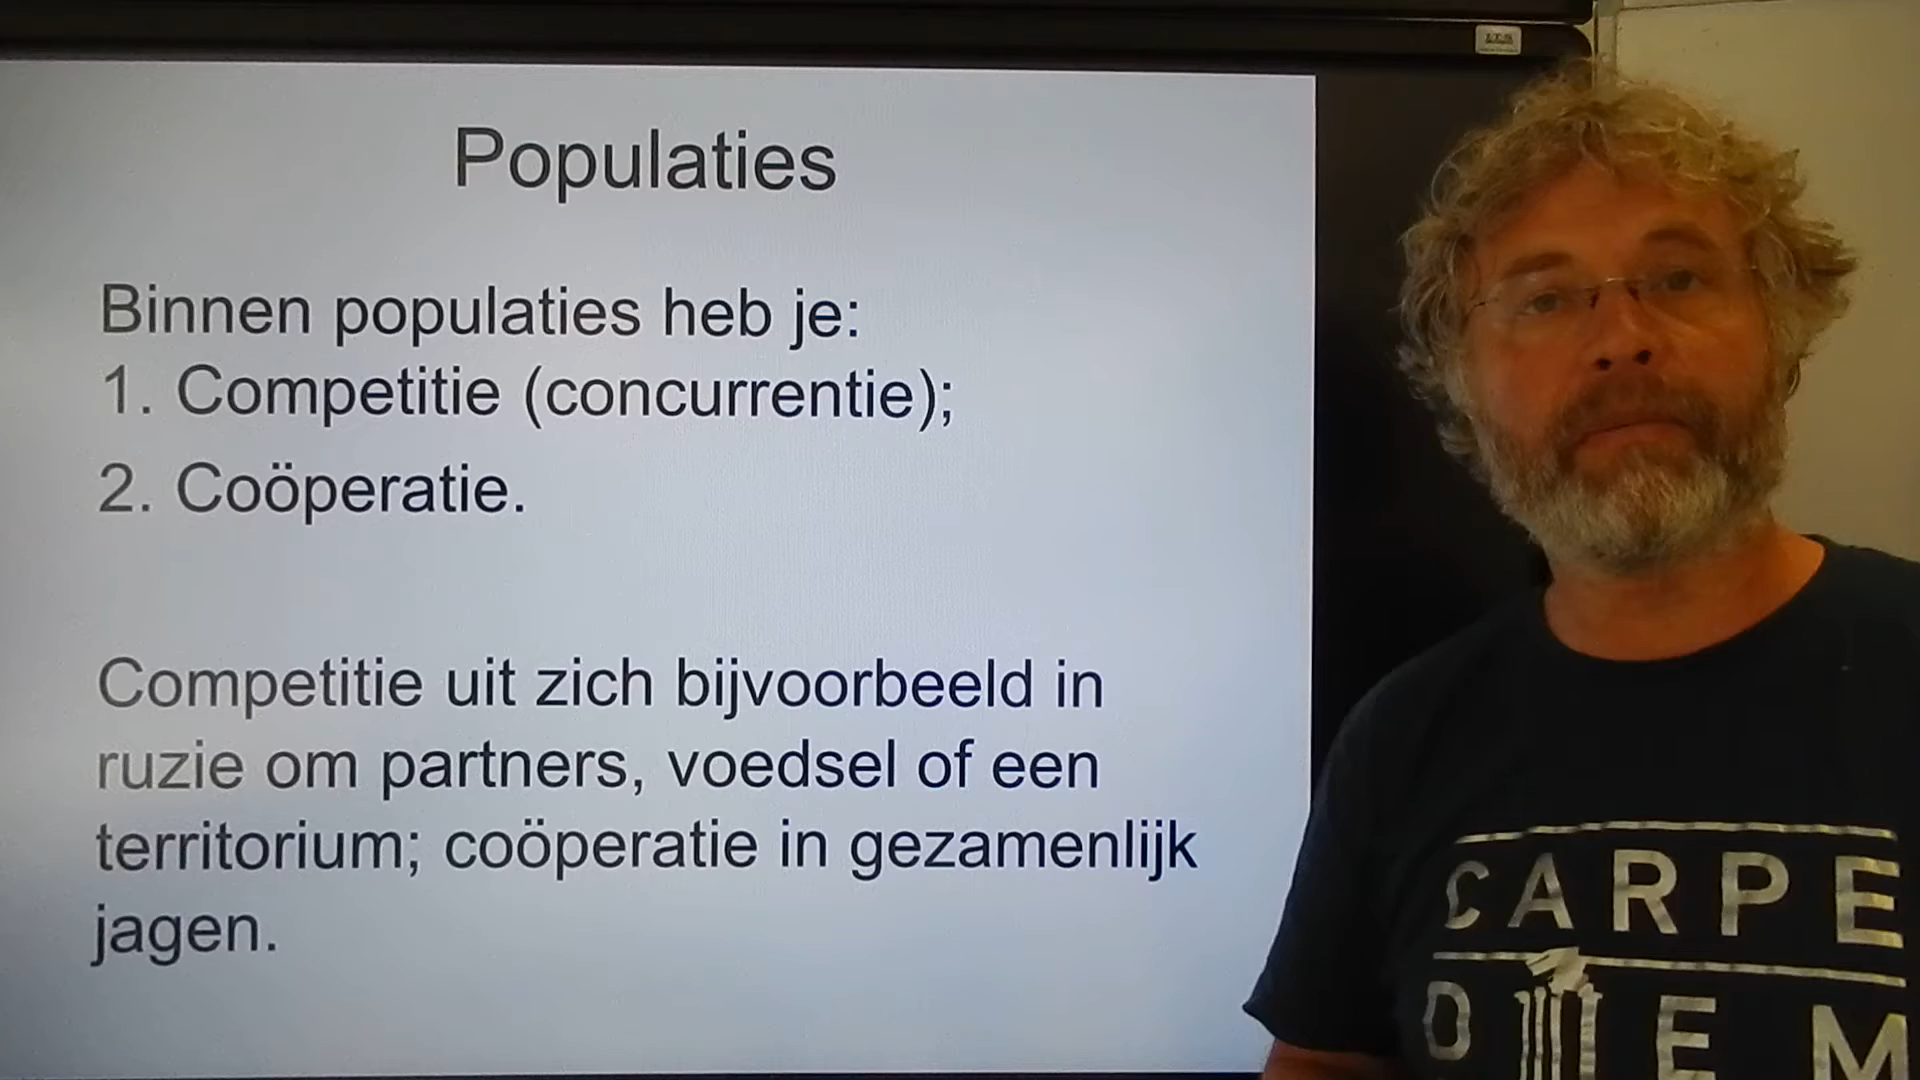 Populaties
Binnen populaties heb je:
1. Competitie (concurrentie);
2. Coöperatie.
Competitie uit zich bijvoorbeeld in
ruzie om partners, voedsel of een
territorium; coöperatie in gezamenlijk
jagen.
CARPE
DIEM